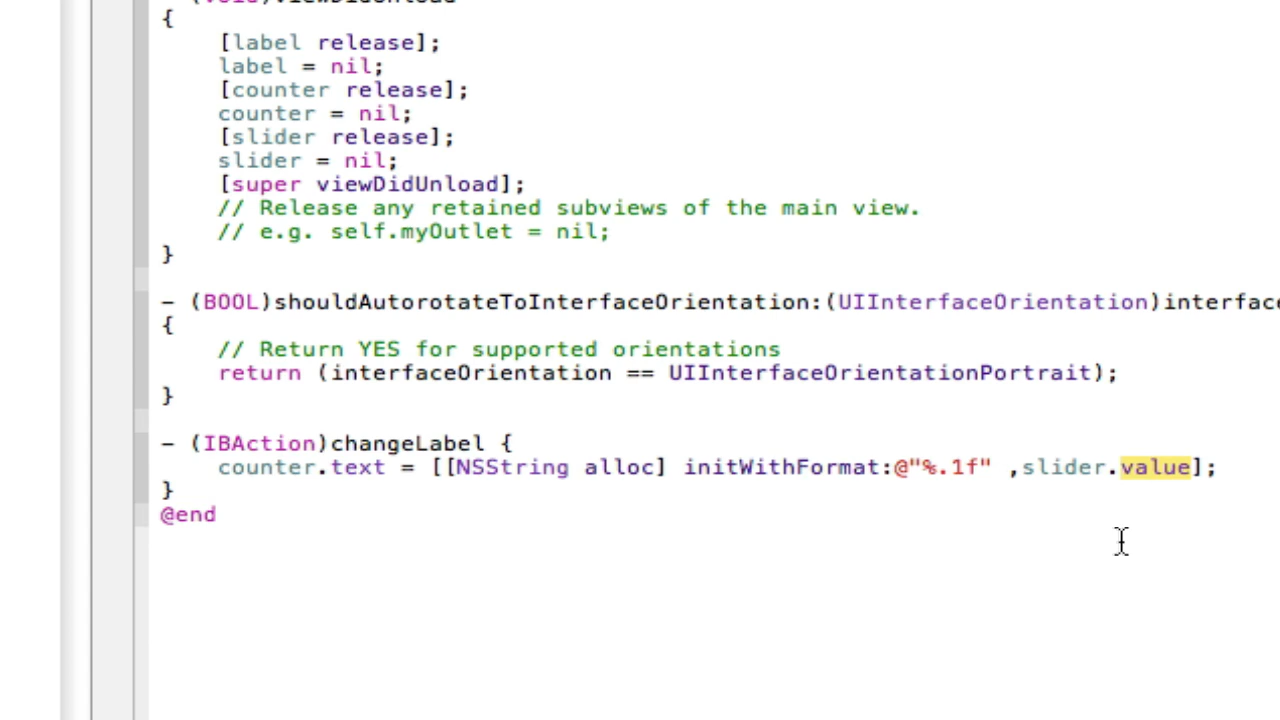 {
[label release];
label = nil;
[counter release];
counter = nil;
[slider release];
slider = nil;
[super viewDidUnload];
// Release any retained subviews of the main view.
// e.g. self.myOutlet = nil;
}
- (BOOL)shouldAutorotateToInterfaceOrientation:(UIInterfaceOrientation)interface
{
// Return YES for supported orientations
return (interfaceOrientation == UIInterfaceOrientationPortrait);
}
- (IBAction)changeLabel {
counter.text = [[NSString alloc] initWithFormat:@"%.1f" ,slider.value];
}
@end